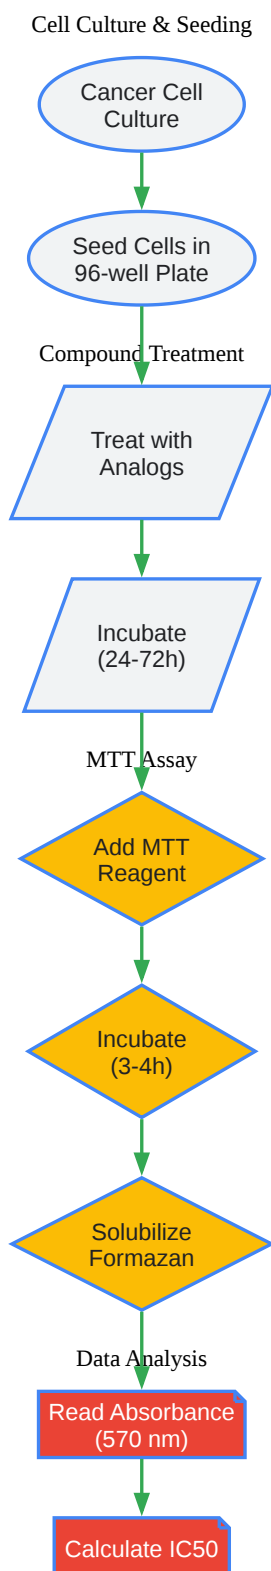 Cell Culture & Seeding
Cancer Cell
Culture
Seed Cells in
96-well Plate
Compound Treatment
Treat with
Analogs
Incubate
(24-72h)
MTT Assay
Add MTT
Reagent
Incubate
(3-4h)
Solubilize
Formazan
Data Analysis
Read Absorbance
(570 nm)
Calculate IC50